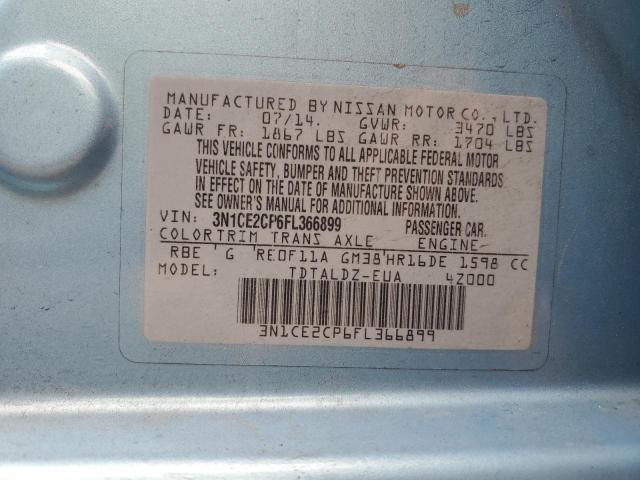 MANUFACTURED BY NISSAN MOTOR CO., LTD.
DATE: 07/14. GVWR: 3470 LBS
GAWR FR: 1867 LBS GAWR RR: 1704 LBS
THIS VEHICLE CONFORMS TO ALL APPLICABLE FEDERAL MOTOR
VEHICLE SAFETY, BUMPER AND THEFT PREVENTION STANDARDS
IN EFFECT ON THE DATE OF MANUFACTURE SHOWN ABOVE.
SEE OWNER'S MANUAL FOR ADDITIONAL INFORMATION.
VIN: 3N1CE2CP6FL366899 PASSENGER CAR.
COLOR TRIM TRANS AXLE ENGINE
RBE G RE0F11A GM38 HR16DE 1598 CC
MODEL: TDTALDZ-EUA 42000
3N1CE2CP6FL366899